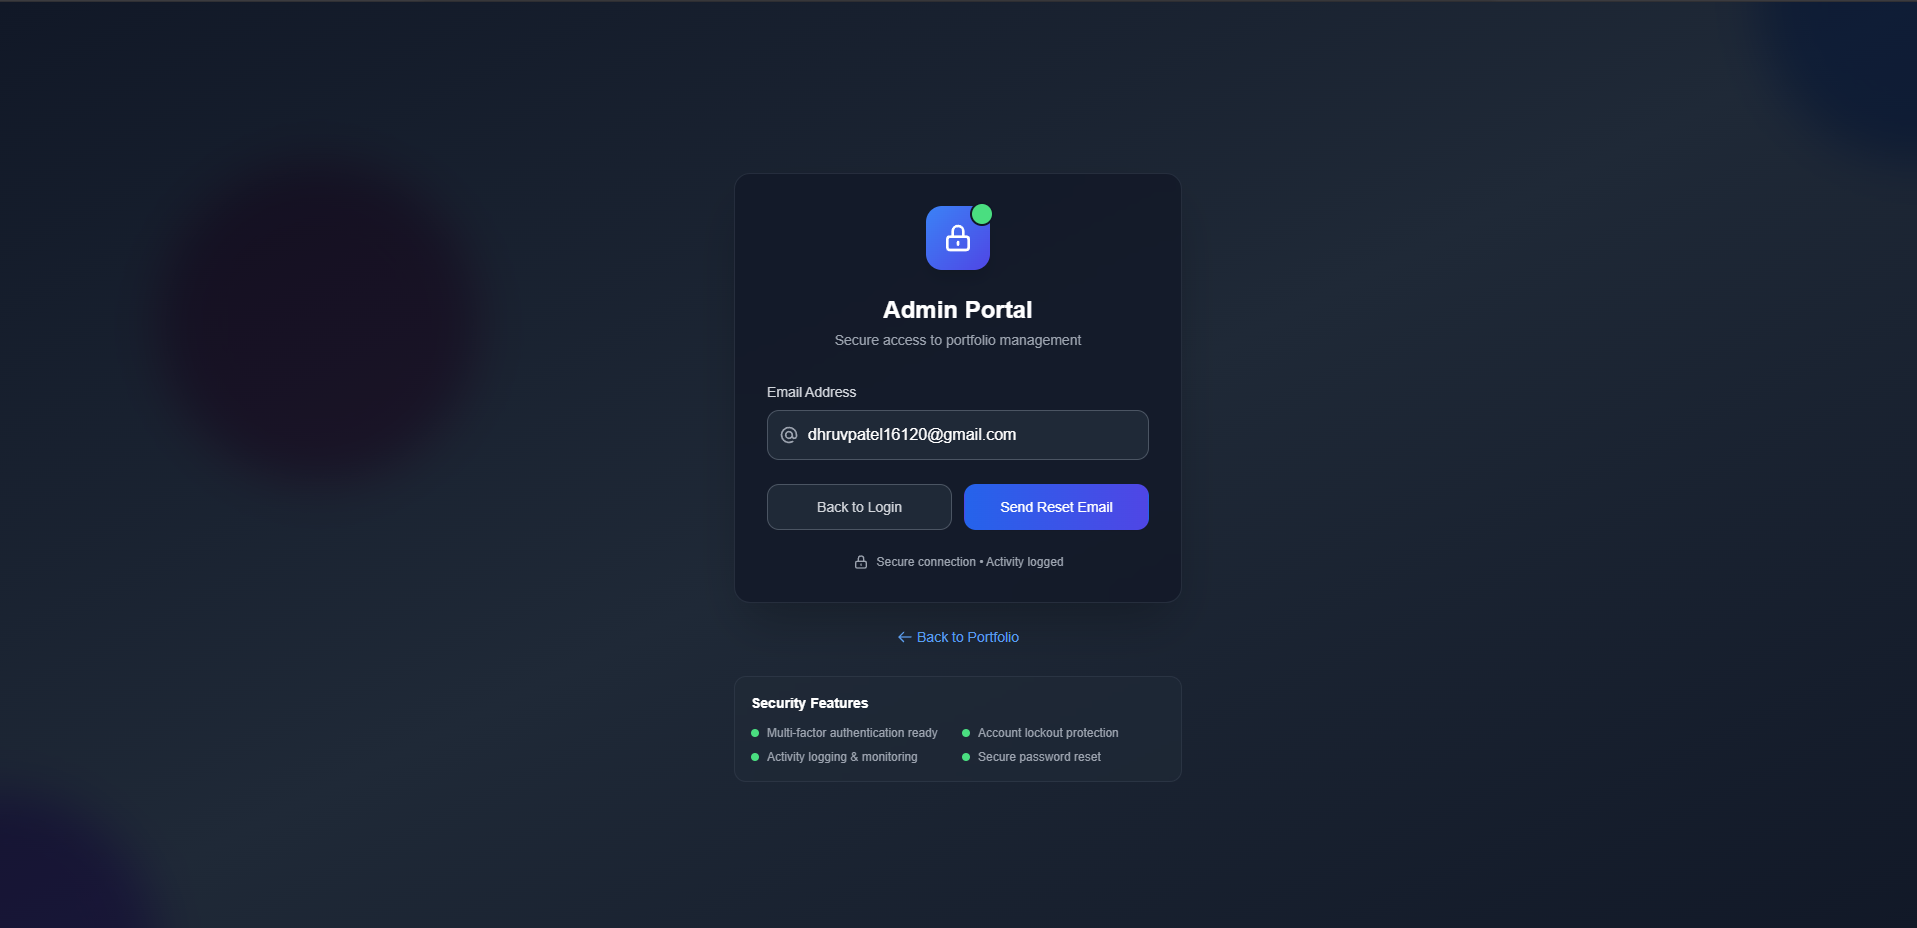 Admin Portal
Secure access to portfolio management
Email Address
dhruvpatel16120@gmail.com
Back to Login
Send Reset Email
Secure connection • Activity logged
← Back to Portfolio
Security Features
Multi-factor authentication ready
Account lockout protection
Activity logging & monitoring
Secure password reset